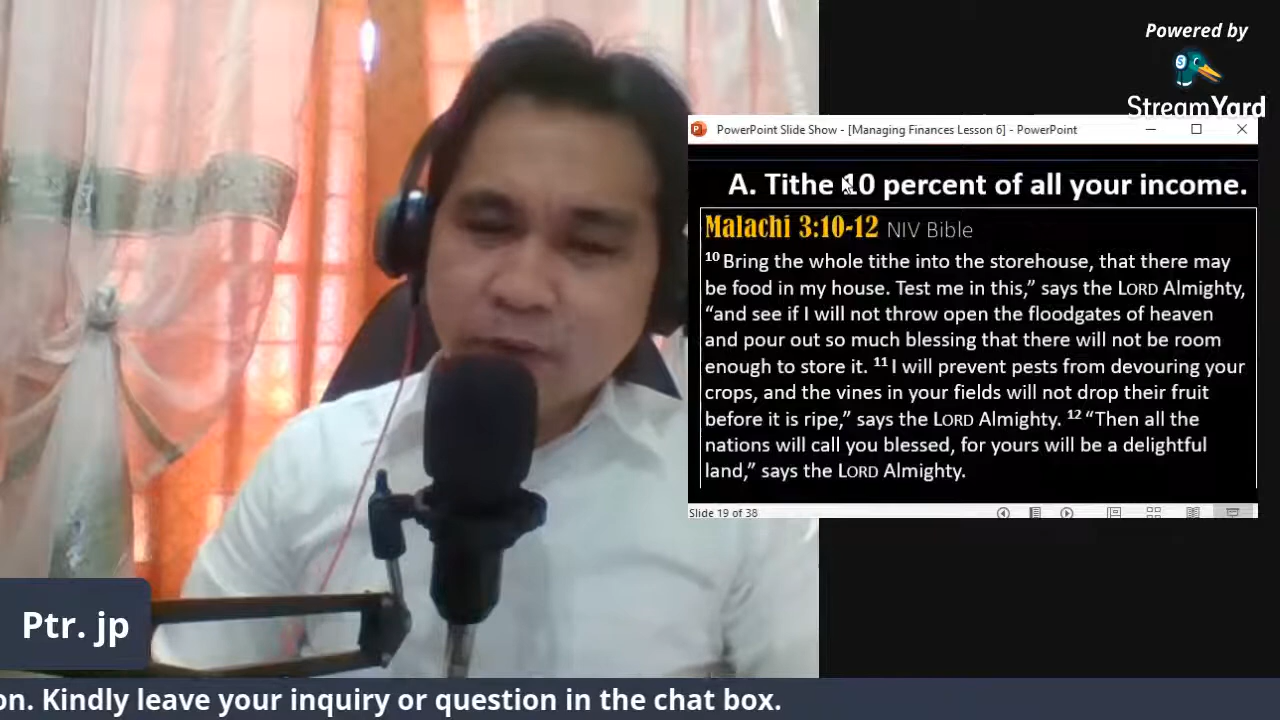 Powered by
StreamYard
PowerPoint Slide Show - [Managing Finances Lesson 6] - PowerPoint
A. Tithe 10 percent of all your income.
Malachi 3:10-12 NIV Bible
10 Bring the whole tithe into the storehouse, that there may
be food in my house. Test me in this,” says the LORD Almighty,
“and see if I will not throw open the floodgates of heaven
and pour out so much blessing that there will not be room
enough to store it. 11 I will prevent pests from devouring your
crops, and the vines in your fields will not drop their fruit
before it is ripe,” says the LORD Almighty. 12 “Then all the
nations will call you blessed, for yours will be a delightful
land,” says the LORD Almighty.
Slide 19 of 38
Ptr. jp
on. Kindly leave your inquiry or question in the chat box.